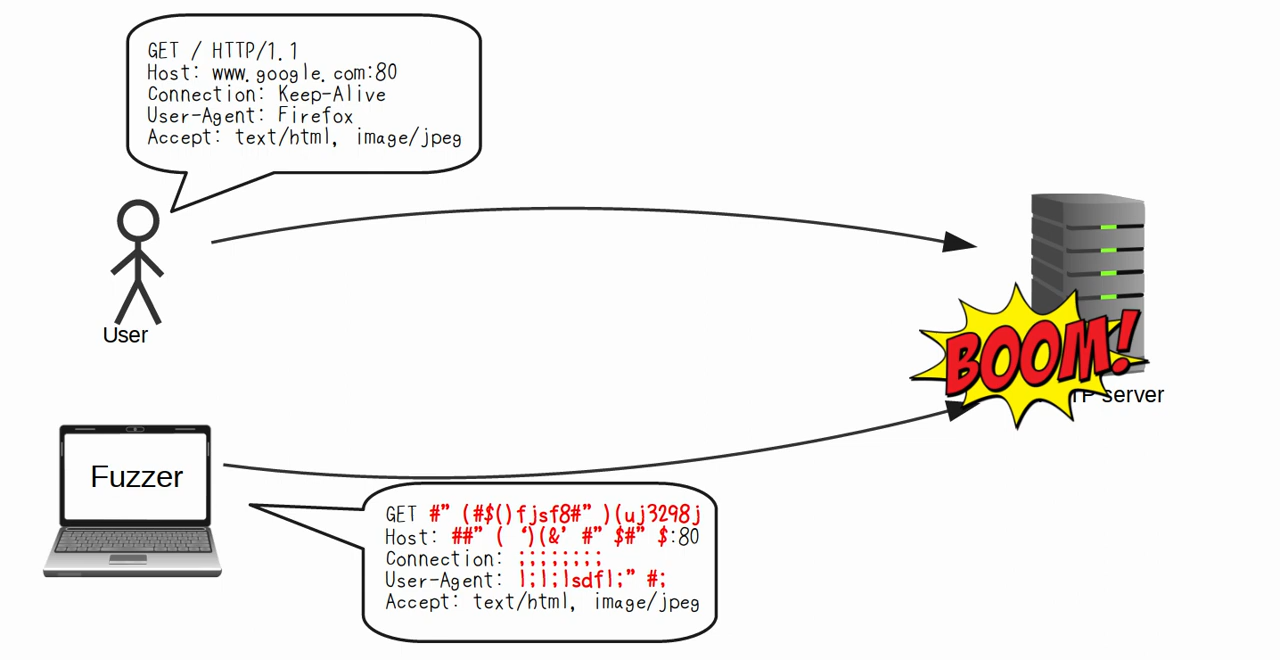 GET / HTTP/1.1
Host: www.google.com:80
Connection: Keep-Alive
User-Agent: Firefox
Accept: text/html, image/jpeg
User
BOOM!
server
Fuzzer
GET #" (#$()fjsf8#" )(uj3298j
Host: ##" ( ‘)(&’ #" $#" $:80
Connection: ;;;;;;;;
User-Agent: l;l;lsdfl;" #;
Accept: text/html, image/jpeg